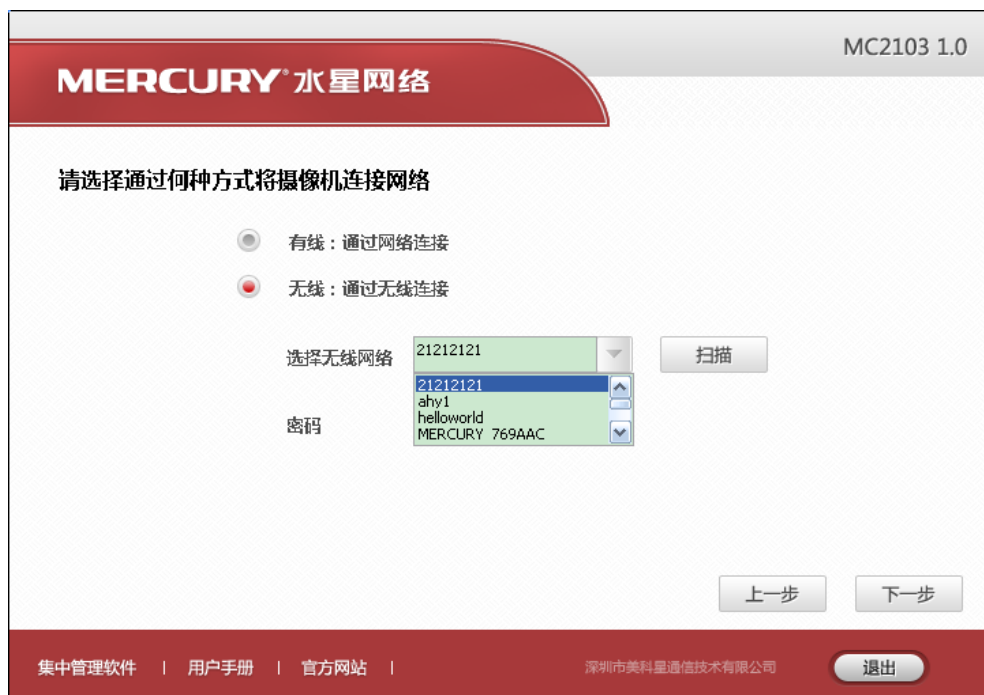 MC2103 1.0
MERCURY®水星网络
请选择通过何种方式将摄像机连接网络
有线：通过网络连接
无线：通过无线连接
选择无线网络 21212121 扫描
21212121
ahy1
helloworld
密码
MERCURY_769AAC
上一步 下一步
集中管理软件 | 用户手册 | 官方网站 | 深圳市美科星通信技术有限公司 退出